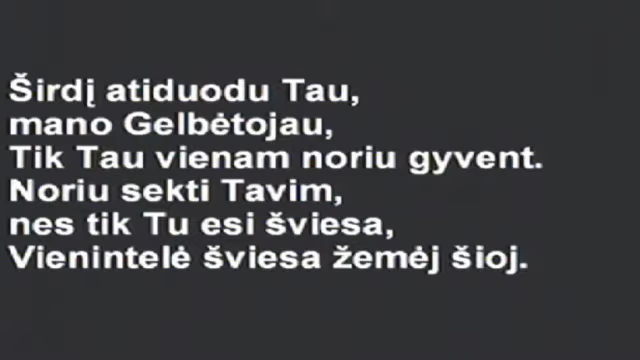 Širdį atiduodu Tau,
mano Gelbėtojau,
Tik Tau vienam noriu gyvent.
Noriu sekti Tavim,
nes tik Tu esi šviesa,
Vienintelė šviesa žemėj šioj.